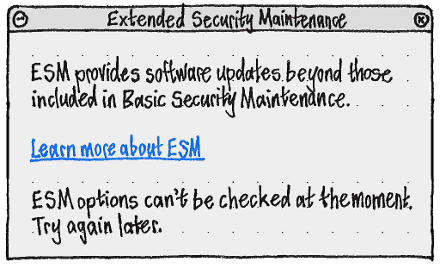 Extended Security Maintenance
ESM provides software updates beyond those
included in Basic Security Maintenance.
Learn more about ESM
ESM options can't be checked at the moment.
Try again later.